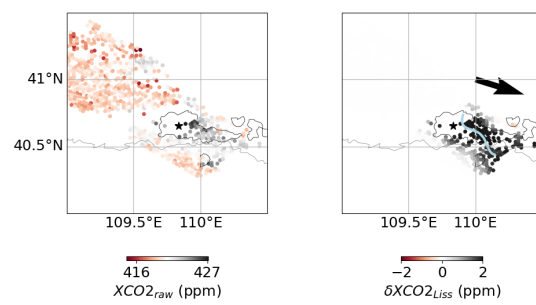 41°N
40.5°N
109.5°E 110°E
109.5°E 110°E
416 427
XCO2raw (ppm)
−2 0 2
δXCO2Liss (ppm)